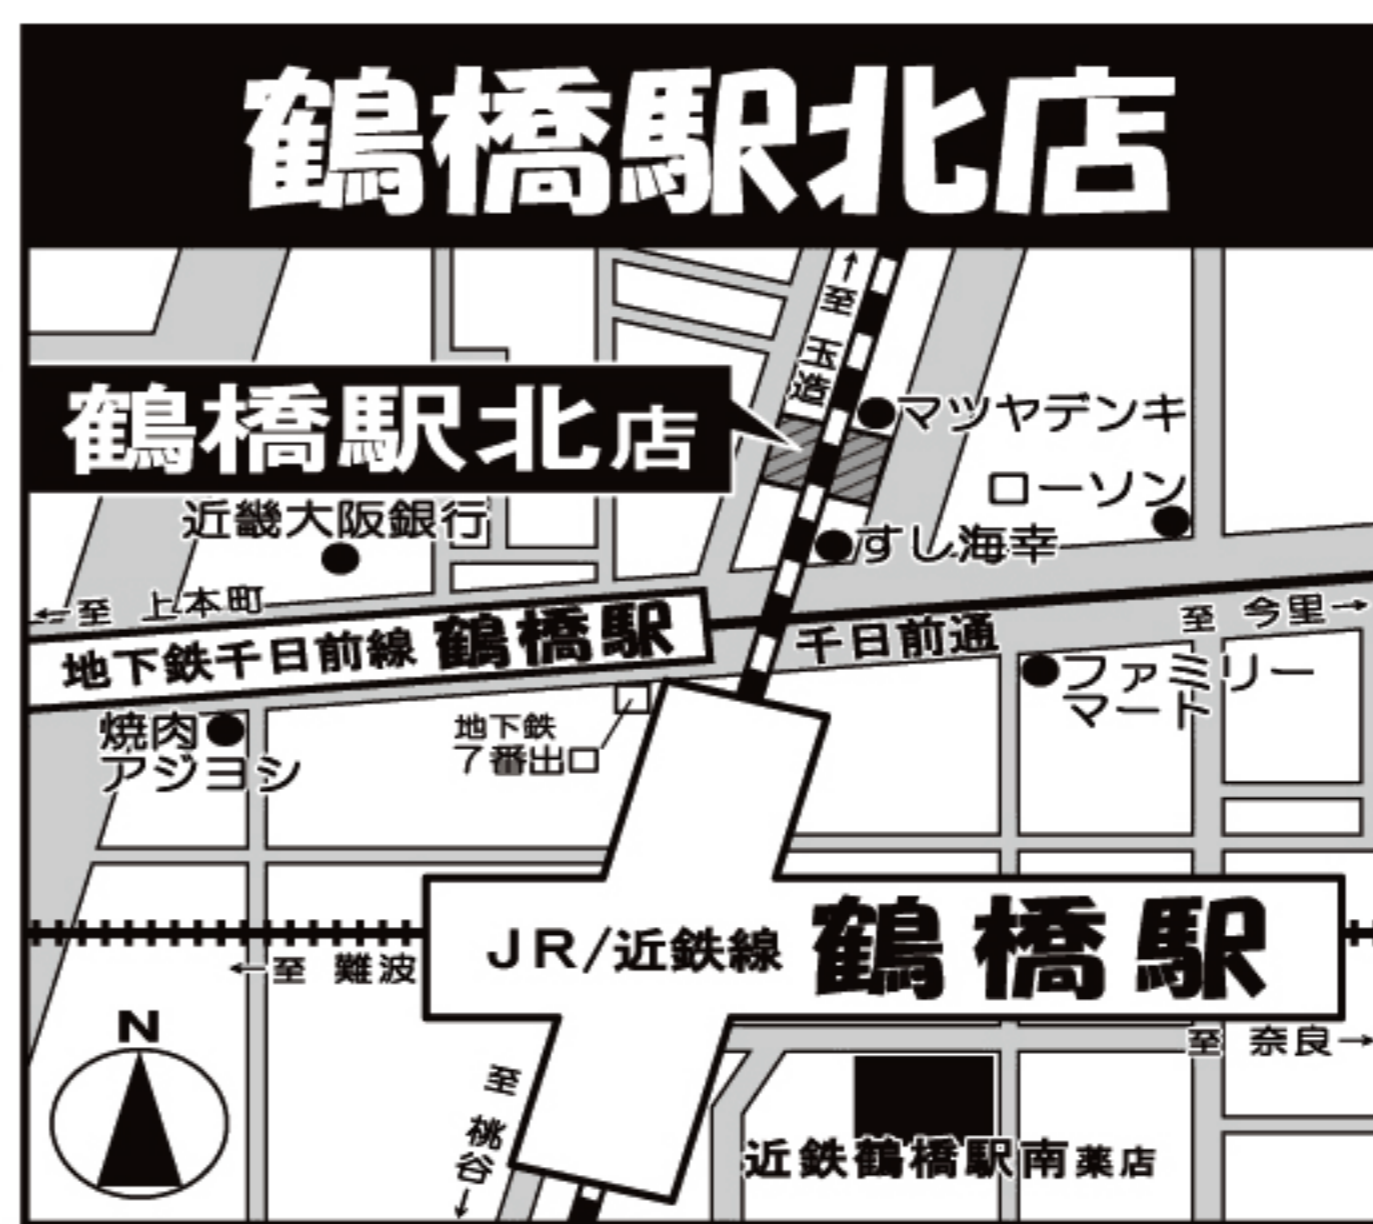 鶴橋駅北店
↑至 玉造
鶴橋駅北店
マツヤデンキ
ローソン
近畿大阪銀行
すし海幸
←至 上本町
至 今里→
地下鉄千日前線 鶴橋駅
千日前通
ファミリー
マート
焼肉
アジヨシ
地下鉄
7番出口
JR/近鉄線 鶴橋駅
←至 難波
N
至 奈良→
至 桃谷↓
近鉄鶴橋駅南薬店